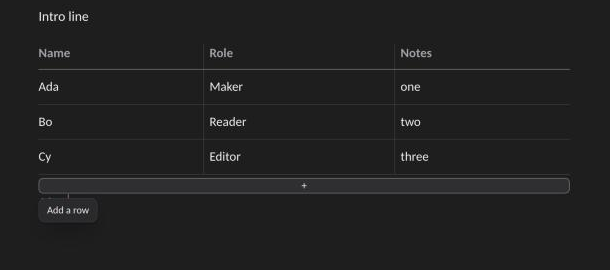 Intro line
Name Role Notes
Ada Maker one
Bo Reader two
Cy Editor three
+
Add a row